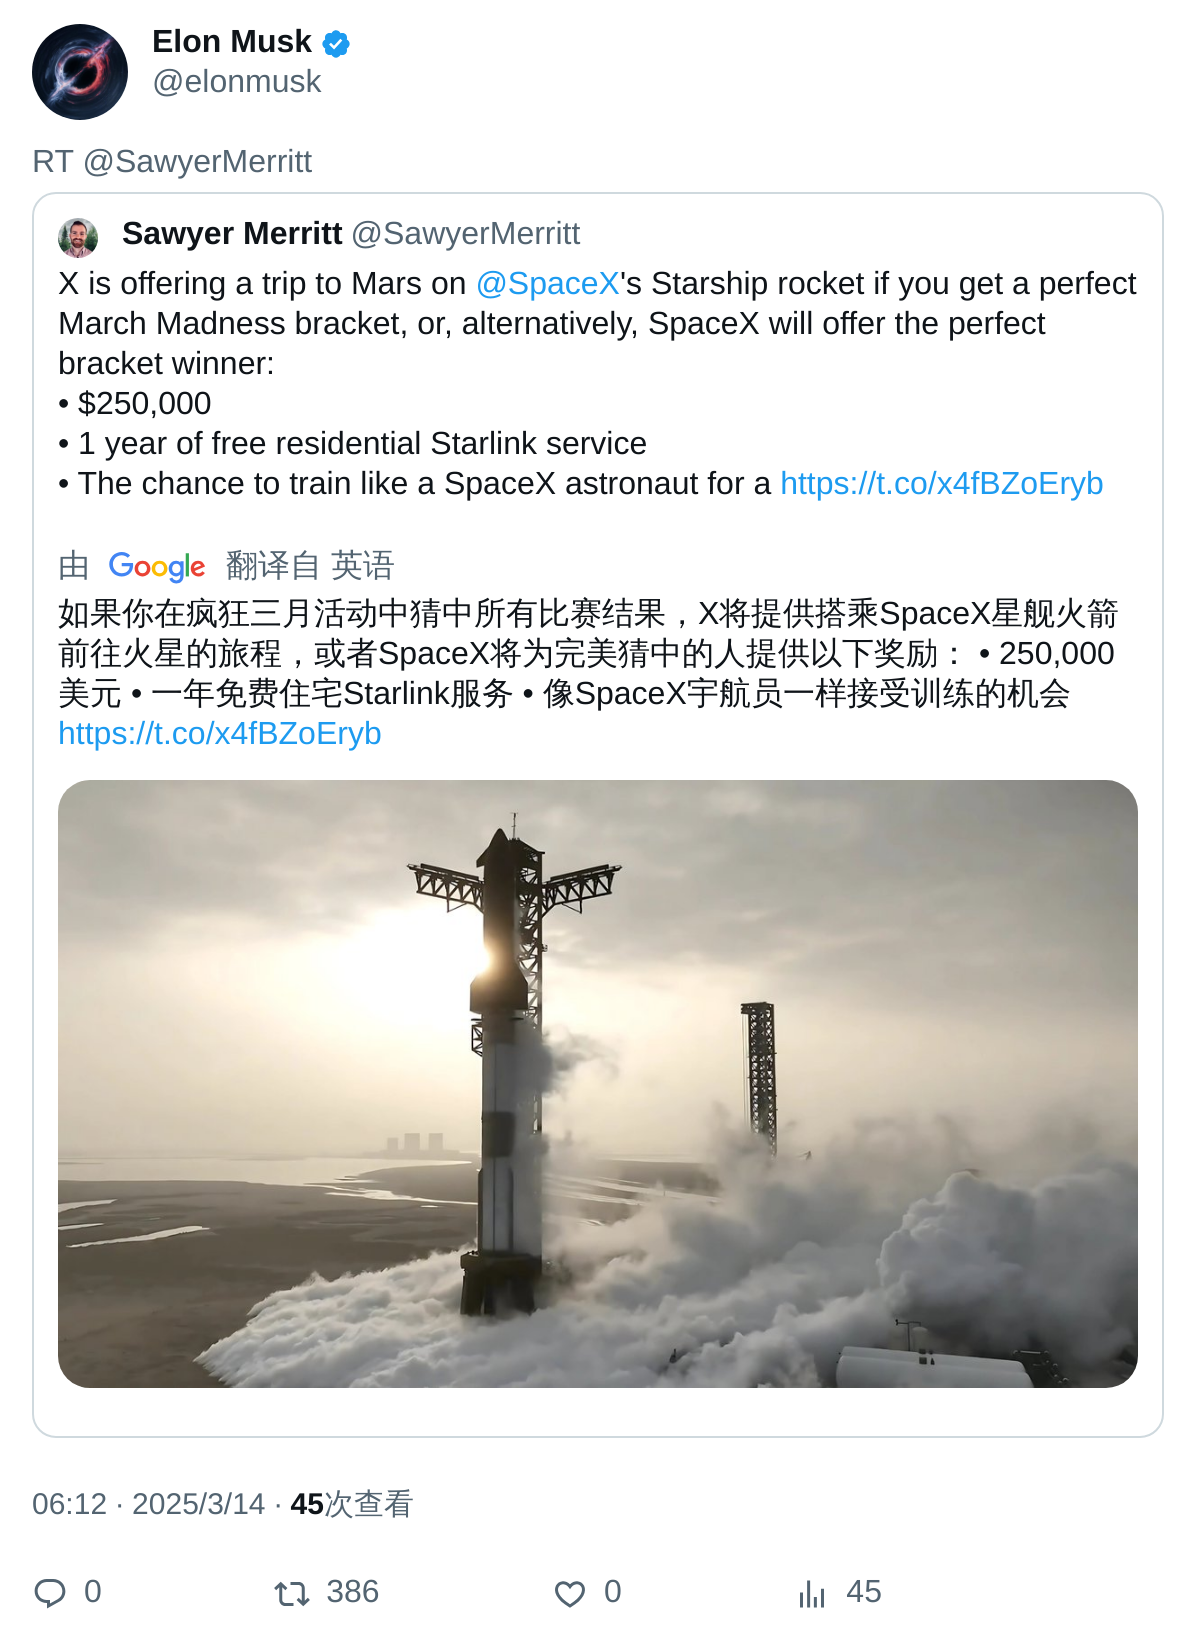 Elon Musk
@elonmusk
RT @SawyerMerritt
Sawyer Merritt @SawyerMerritt
X is offering a trip to Mars on @SpaceX's Starship rocket if you get a perfect
March Madness bracket, or, alternatively, SpaceX will offer the perfect
bracket winner:
• $250,000
• 1 year of free residential Starlink service
• The chance to train like a SpaceX astronaut for a https://t.co/x4fBZoEryb
由 Google 翻译自 英语
如果你在疯狂三月活动中猜中所有比赛结果，X将提供搭乘SpaceX星舰火箭
前往火星的旅程，或者SpaceX将为完美猜中的人提供以下奖励： • 250,000
美元 • 一年免费住宅Starlink服务 • 像SpaceX宇航员一样接受训练的机会
https://t.co/x4fBZoEryb
06:12 · 2025/3/14 · 45次查看
0 386 0 45